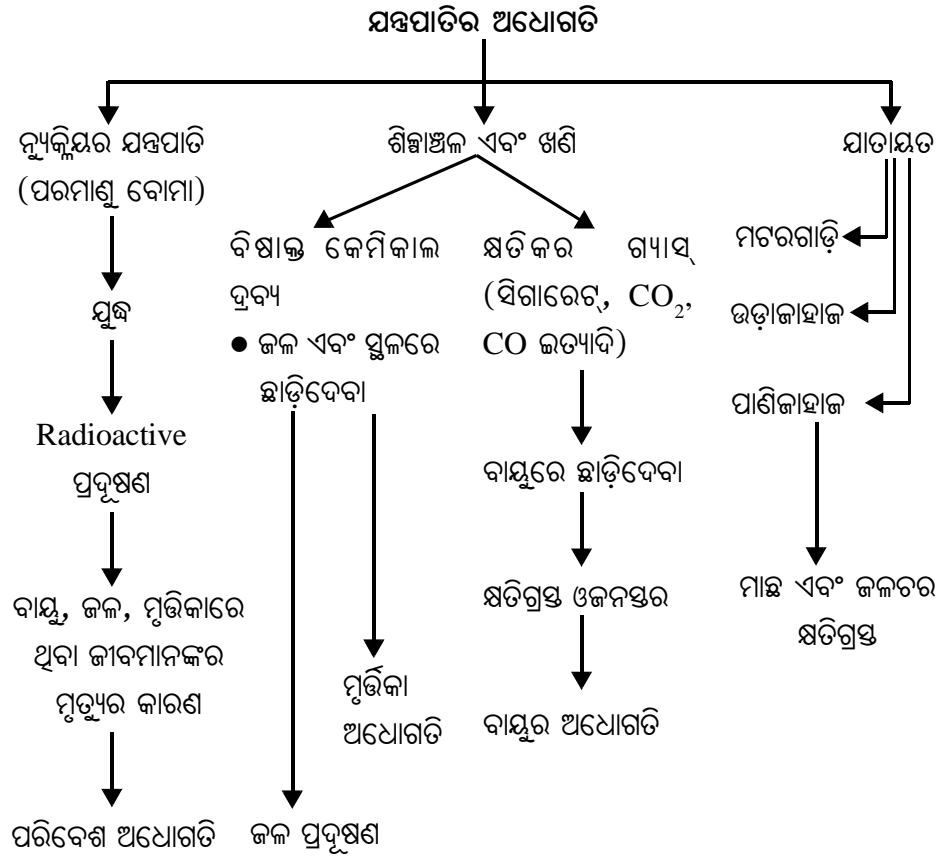 ଯନ୍ତ୍ରପାତିର ଅଧୋଗତି
ନ୍ୟୁକ୍ଲିୟର ଯନ୍ତ୍ରପାତି
(ପରମାଣୁ ବୋମା)
ଯୁଦ୍ଧ
Radioactive
ପ୍ରଦୂଷଣ
ବାୟୁ, ଜଳ, ମୃତ୍ତିକାରେ
ଥିବା ଜୀବମାନଙ୍କର
ମୃତ୍ୟୁର କାରଣ
ପରିବେଶ ଅଧୋଗତି
ଶିଳ୍ପାଞ୍ଚଳ ଏବଂ ଖଣି
ବିଷାକ୍ତ କେମିକାଲ
ଦ୍ରବ୍ୟ
● ଜଳ ଏବଂ ସ୍ଥଳରେ
ଛାଡ଼ିଦେବା
ଜଳ ପ୍ରଦୂଷଣ
ମୃର୍ତ୍ତିକା
ଅଧୋଗତି
କ୍ଷତିକର ଗ୍ୟାସ୍
(ସିଗାରେଟ୍, CO₂,
CO ଇତ୍ୟାଦି)
ବାୟୁରେ ଛାଡ଼ିଦେବା
କ୍ଷତିଗ୍ରସ୍ତ ଓଜନସ୍ତର
ବାୟୁର ଅଧୋଗତି
ଯାତାୟତ
ମଟରଗାଡ଼ି
ଉଡ଼ାଜାହାଜ
ପାଣିଜାହାଜ
ମାଛ ଏବଂ ଜଳଚର
କ୍ଷତିଗ୍ରସ୍ତ